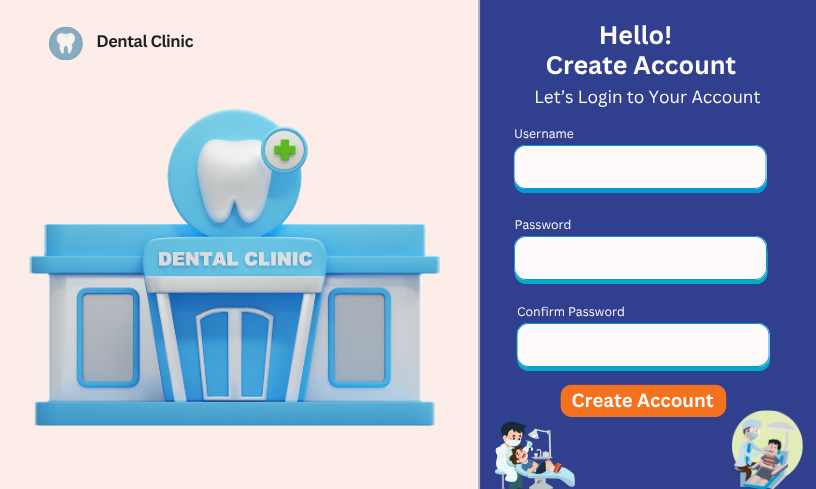 Dental Clinic
DENTAL CLINIC
Hello!
Create Account
Let’s Login to Your Account
Username
Password
Confirm Password
Create Account